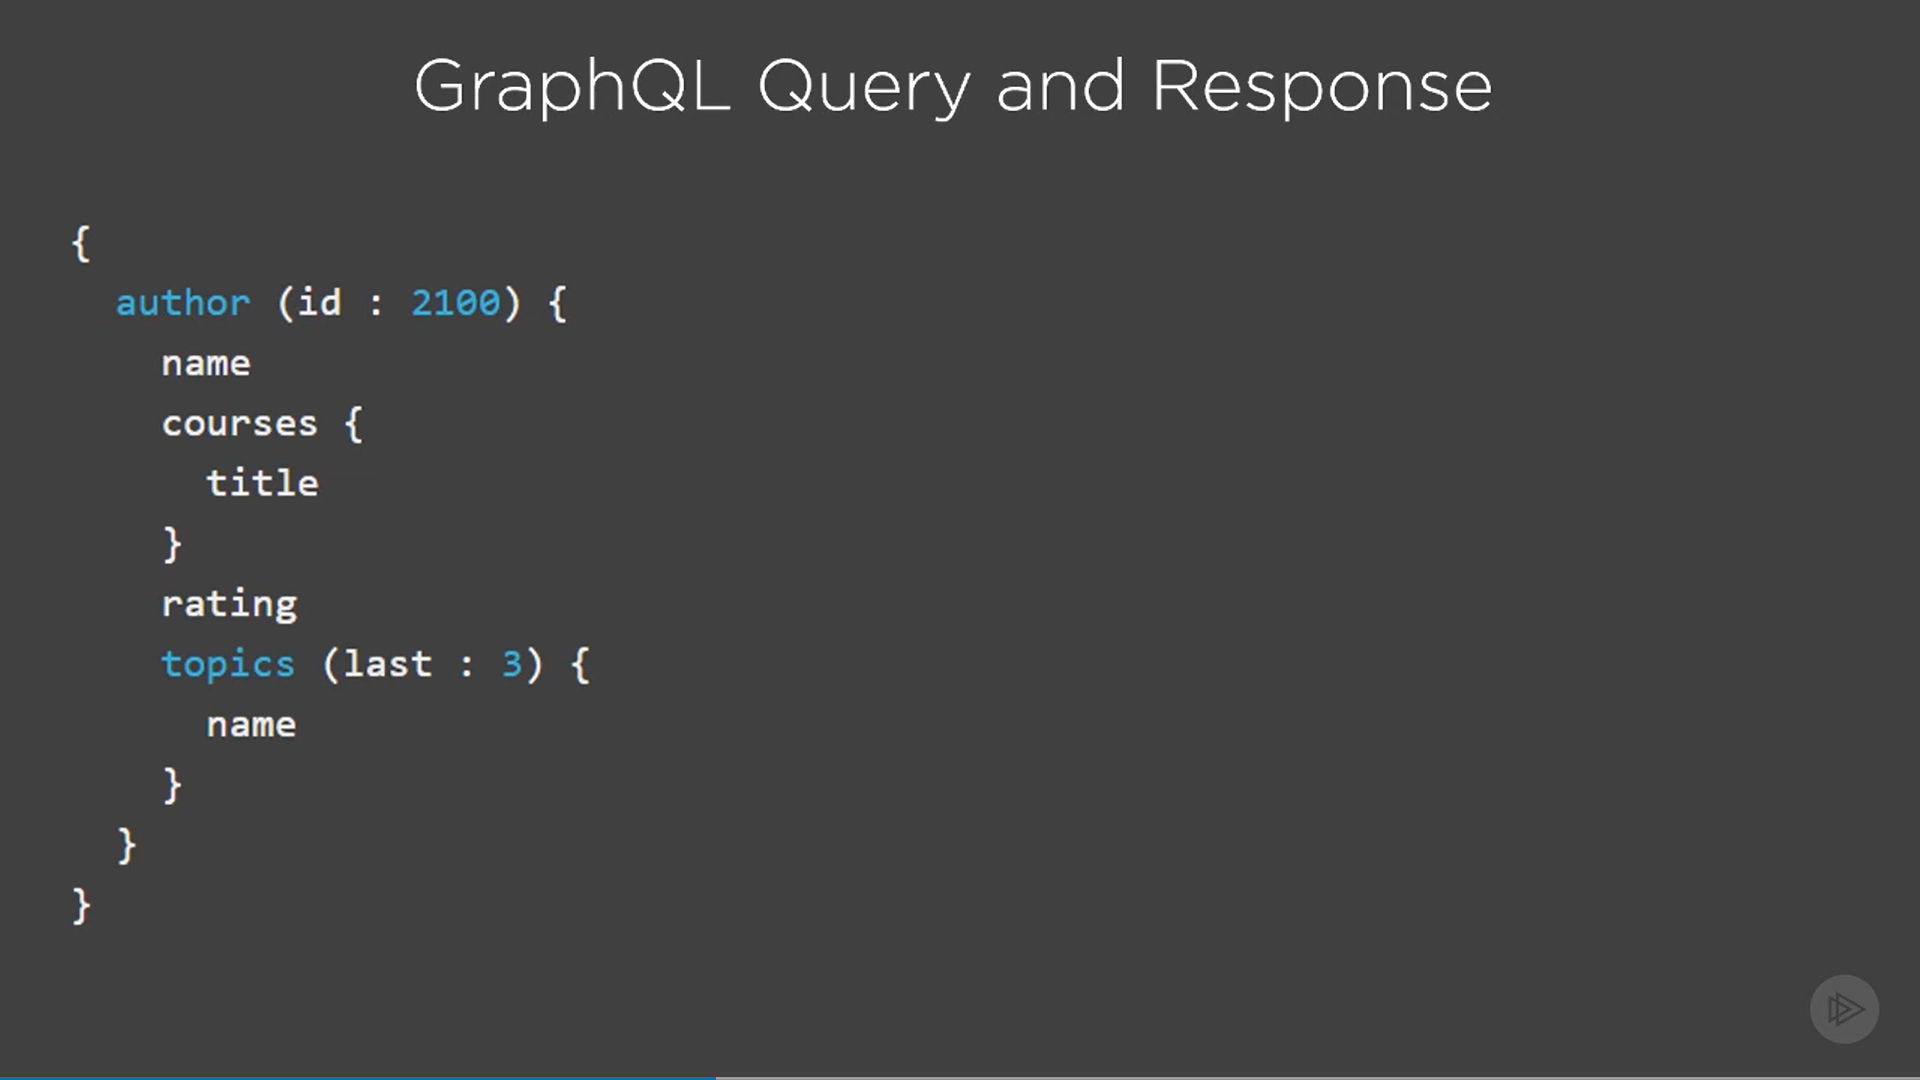 GraphQL Query and Response
{
  author (id : 2100) {
    name
    courses {
      title
    }
    rating
    topics (last : 3) {
      name
    }
  }
}